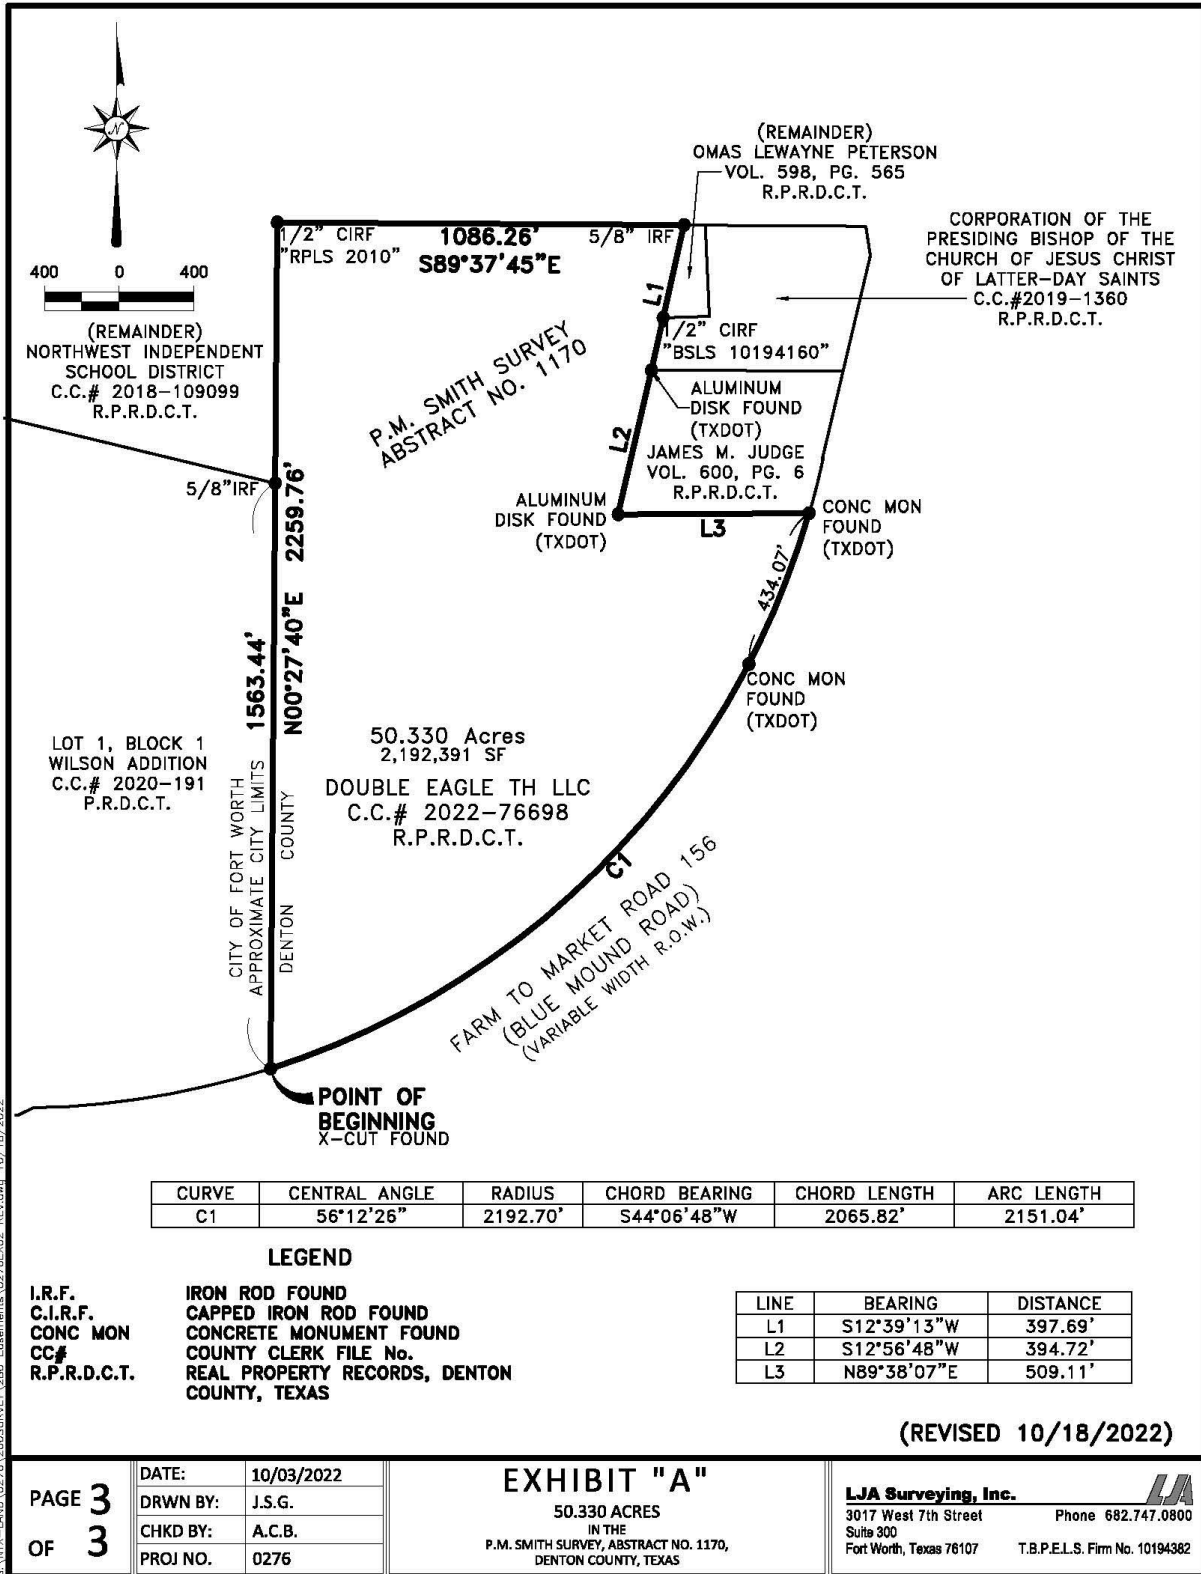 N
400 0 400
(REMAINDER)
NORTHWEST INDEPENDENT
SCHOOL DISTRICT
C.C.# 2018-109099
R.P.R.D.C.T.
1/2" CIRF
"RPLS 2010"
1086.26'
S89°37'45"E
5/8" IRF
(REMAINDER)
OMAS LEWAYNE PETERSON
VOL. 598, PG. 565
R.P.R.D.C.T.
CORPORATION OF THE
PRESIDING BISHOP OF THE
CHURCH OF JESUS CHRIST
OF LATTER-DAY SAINTS
C.C.#2019-1360
R.P.R.D.C.T.
L1
1/2" CIRF
"BSLS 10194160"
P.M. SMITH SURVEY
ABSTRACT NO. 1170
ALUMINUM
DISK FOUND
(TXDOT)
L2
JAMES M. JUDGE
VOL. 600, PG. 6
R.P.R.D.C.T.
5/8"IRF
ALUMINUM
DISK FOUND
(TXDOT)
L3
CONC MON
FOUND
(TXDOT)
434.07'
CONC MON
FOUND
(TXDOT)
N00°27'40"E 2259.76'
1563.44'
LOT 1, BLOCK 1
WILSON ADDITION
C.C.# 2020-191
P.R.D.C.T.
50.330 Acres
2,192,391 SF
DOUBLE EAGLE TH LLC
C.C.# 2022-76698
R.P.R.D.C.T.
CITY OF FORT WORTH
APPROXIMATE CITY LIMITS
DENTON COUNTY
C1
FARM TO MARKET ROAD 156
(BLUE MOUND ROAD)
(VARIABLE WIDTH R.O.W.)
POINT OF
BEGINNING
X-CUT FOUND
CURVE CENTRAL ANGLE RADIUS CHORD BEARING CHORD LENGTH ARC LENGTH
C1 56°12'26" 2192.70' S44°06'48"W 2065.82' 2151.04'
LEGEND
I.R.F. IRON ROD FOUND
C.I.R.F. CAPPED IRON ROD FOUND
CONC MON CONCRETE MONUMENT FOUND
CC# COUNTY CLERK FILE No.
R.P.R.D.C.T. REAL PROPERTY RECORDS, DENTON
COUNTY, TEXAS
LINE BEARING DISTANCE
L1 S12°39'13"W 397.69'
L2 S12°56'48"W 394.72'
L3 N89°38'07"E 509.11'
(REVISED 10/18/2022)
PAGE 3
OF 3
DATE: 10/03/2022
DRWN BY: J.S.G.
CHKD BY: A.C.B.
PROJ NO. 0276
EXHIBIT "A"
50.330 ACRES
IN THE
P.M. SMITH SURVEY, ABSTRACT NO. 1170,
DENTON COUNTY, TEXAS
LJA Surveying, Inc.
3017 West 7th Street Phone 682.747.0800
Suite 300
Fort Worth, Texas 76107 T.B.P.E.L.S. Firm No. 10194382
LJA